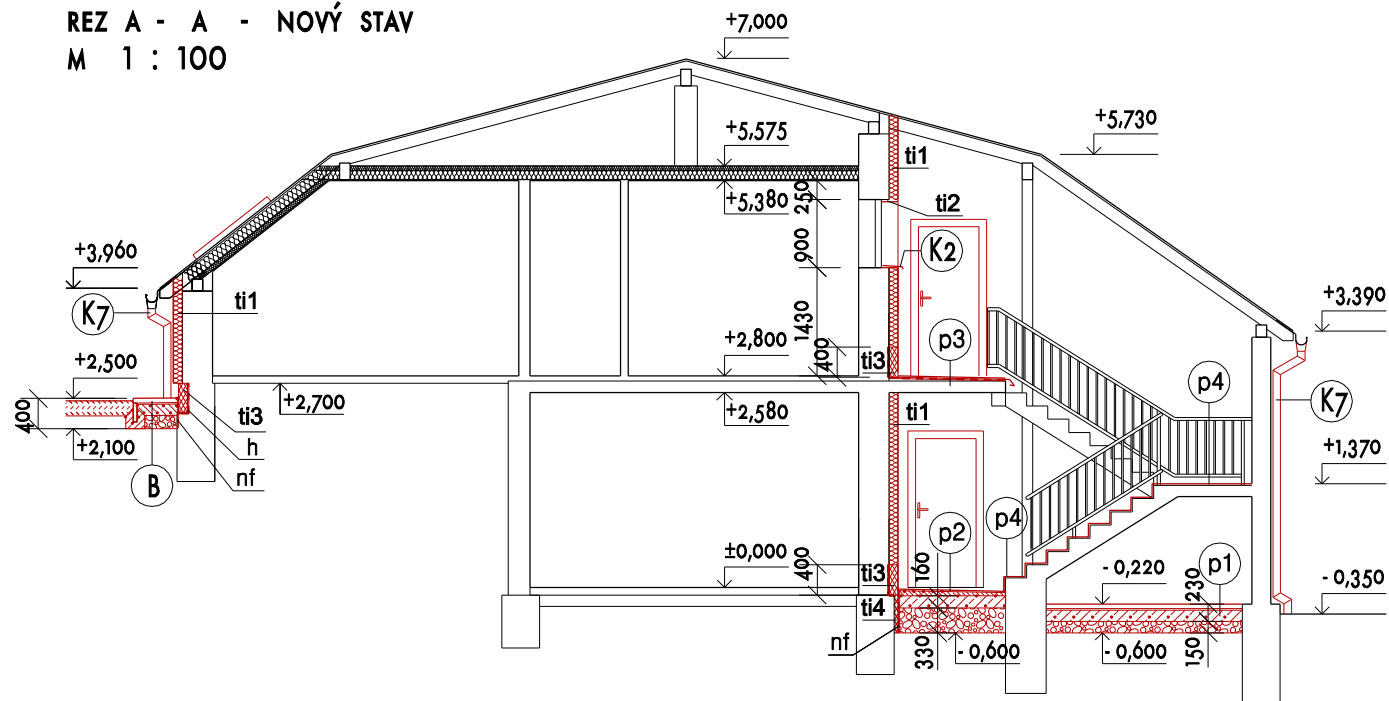 REZ A - A - NOVÝ STAV
M 1 : 100
+7,000
+5,730
+5,575
ti1
+5,380
250
ti2
+3,960
900
K2
K7
ti1
+3,390
1430
+2,800
400
ti3
p3
+2,500
p4
400
+2,700
ti3
+2,580
ti1
K7
+2,100
h
B
nf
+1,370
p4
p2
±0,000
400
ti3
160
- 0,220
230
p1
- 0,350
ti4
nf
330
- 0,600
- 0,600
150